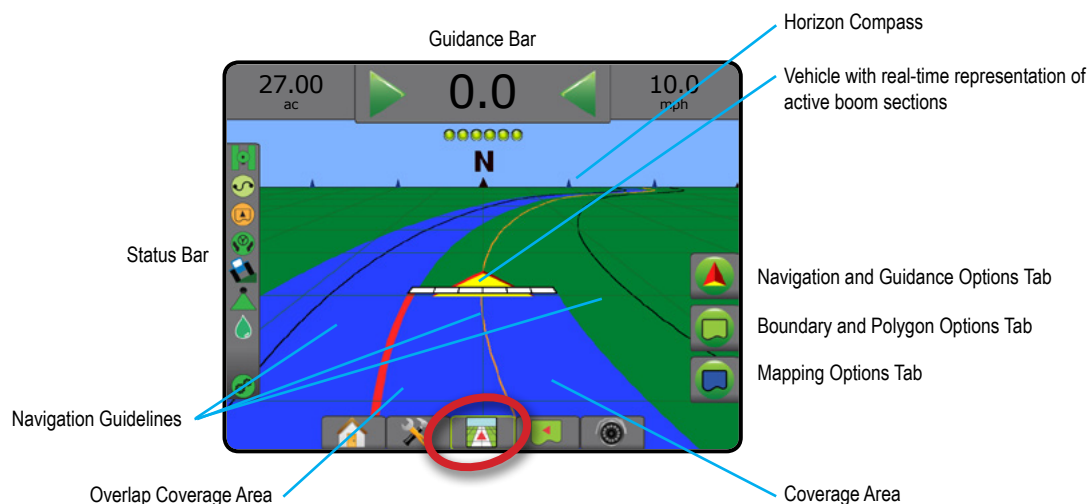 Horizon Compass
Guidance Bar
Vehicle with real-time representation of
active boom sections
27.00
ac
0.0
10.0
mph
N
Status Bar
Navigation and Guidance Options Tab
Boundary and Polygon Options Tab
Mapping Options Tab
Navigation Guidelines
Overlap Coverage Area
Coverage Area